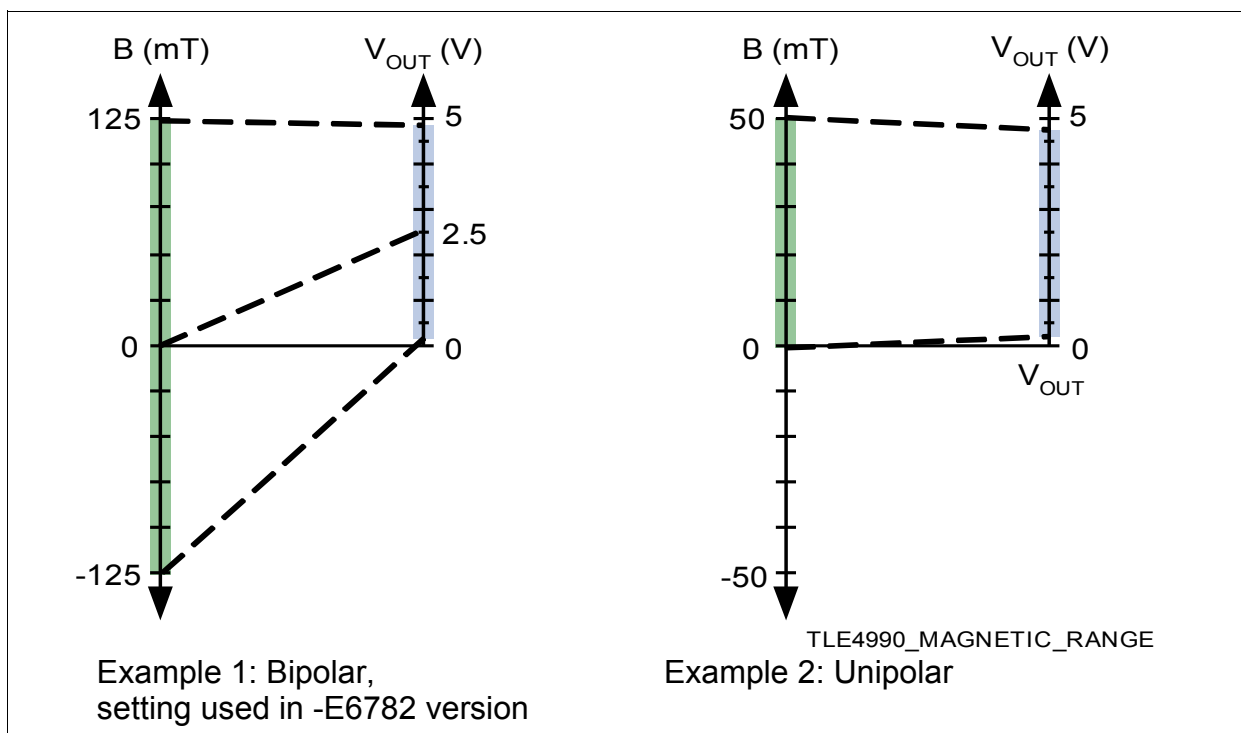 B (mT)
V_OUT (V)
125
5
2.5
0
0
-125
Example 1: Bipolar,
setting used in -E6782 version
B (mT)
V_OUT (V)
50
5
0
0
V_OUT
-50
TLE4990_MAGNETIC_RANGE
Example 2: Unipolar